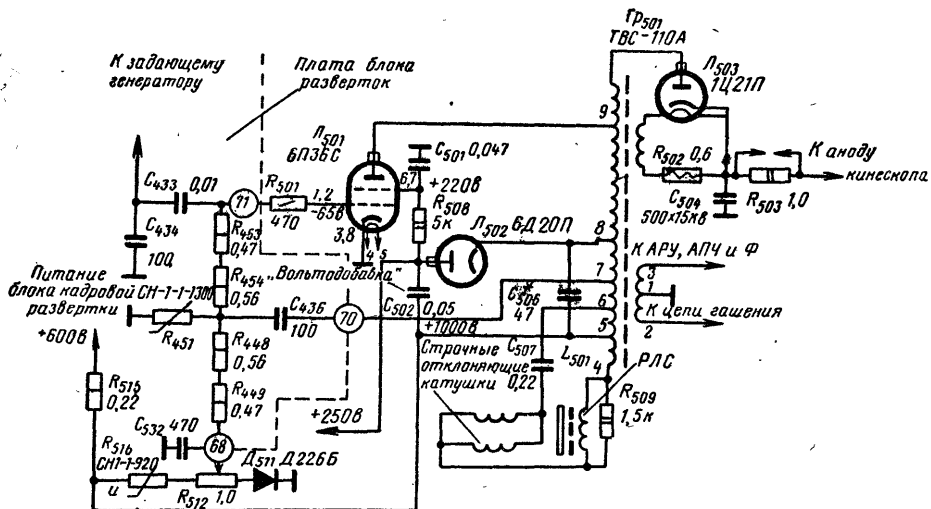 Тр501
ТВС-110А
К задающему
генератору
Плата блока
разверток
Л503
1Ц21П
Л501
6П36С
9
C501 0,047
R502 0,6
К аноду
кинескопа
C433
0,01
71
R501
470
1,2
-65в
6,7
+220в
R508
5к
C504
500×15кв
R503
1,0
C434
100
R453
0,47
3,8
4
5
Л502 6Д20П
8
К АРУ, АПЧ и Ф
"Вольтодобавка"
7
3
1
2
К цепи гашения
Питание
блока кадровой
развертки
СН-1-1-1300
R454
0,56
C436
100
70
C502
0,05
+1000в
C506*
47
6
5
+600в
R451
R448
0,56
C507
0,22
L501
4
РЛС
Строчные
отклоняющие
катушки
R515
0,22
R449
0,47
R509
1,5к
+250в
C532 470
68
R516
СН1-1-920
и
R512
1,0
Д511 Д226Б